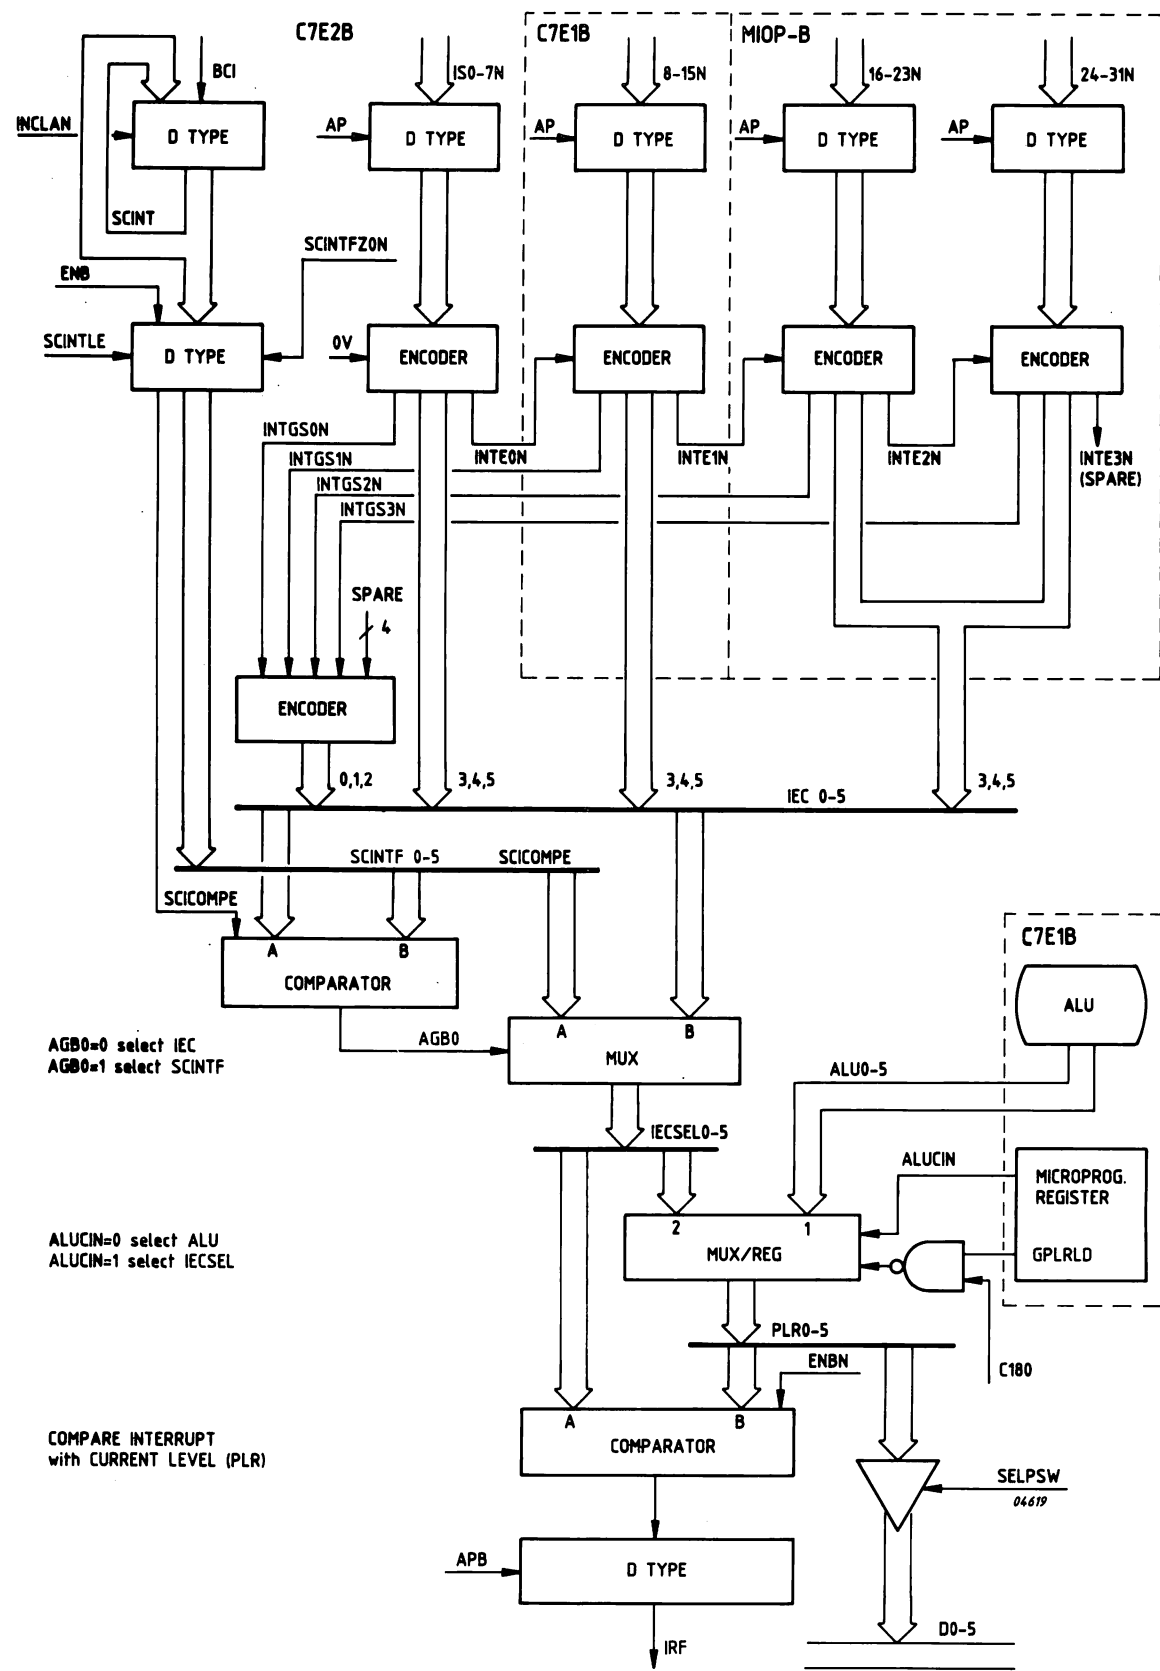 C7E2B
C7E1B
MIOP-B
BCI
IS0-7N
8-15N
16-23N
24-31N
INCLAN
D TYPE
AP
D TYPE
AP
D TYPE
AP
D TYPE
AP
D TYPE
SCINT
SCINTFZ0N
ENB
SCINTLE
D TYPE
0V
ENCODER
ENCODER
ENCODER
ENCODER
INTGS0N
INTE0N
INTE1N
INTE2N
INTE3N
(SPARE)
INTGS1N
INTGS2N
INTGS3N
SPARE
4
ENCODER
0,1,2
3,4,5
3,4,5
3,4,5
IEC 0-5
SCINTF 0-5
SCICOMPE
SCICOMPE
A
B
COMPARATOR
C7E1B
ALU
AGB0=0 select IEC
AGB0=1 select SCINTF
AGB0
A
B
MUX
ALU0-5
IECSEL0-5
ALUCIN
MICROPROG.
REGISTER
GPLRLD
ALUCIN=0 select ALU
ALUCIN=1 select IECSEL
2
1
MUX/REG
PLR0-5
ENBN
C180
COMPARE INTERRUPT
with CURRENT LEVEL (PLR)
A
B
COMPARATOR
SELPSW
04619
APB
D TYPE
IRF
D0-5